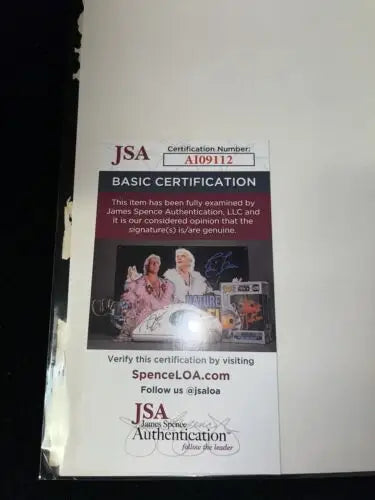 JSA
Certification Number:
AI09112
BASIC CERTIFICATION
This item has been fully examined by
James Spence Authentication, LLC and
it is our considered opinion that the
signature(s) is/are genuine.
NATURE
Verify this certification by visiting
SpenceLOA.com
Follow us @jsaloa
JSA
James Spence
Authentication
follow the leader